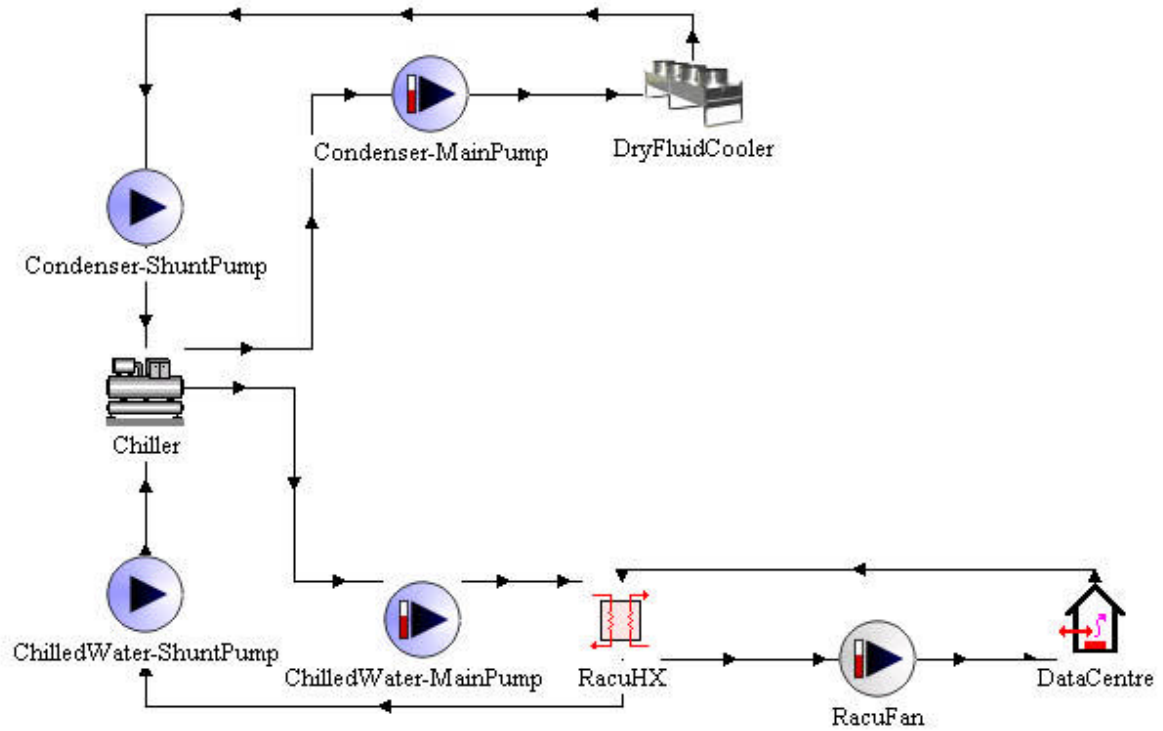 Condenser-MainPump
DryFluidCooler
Condenser-ShuntPump
Chiller
ChilledWater-ShuntPump
ChilledWater-MainPump
RacuHX
DataCentre
RacuFan